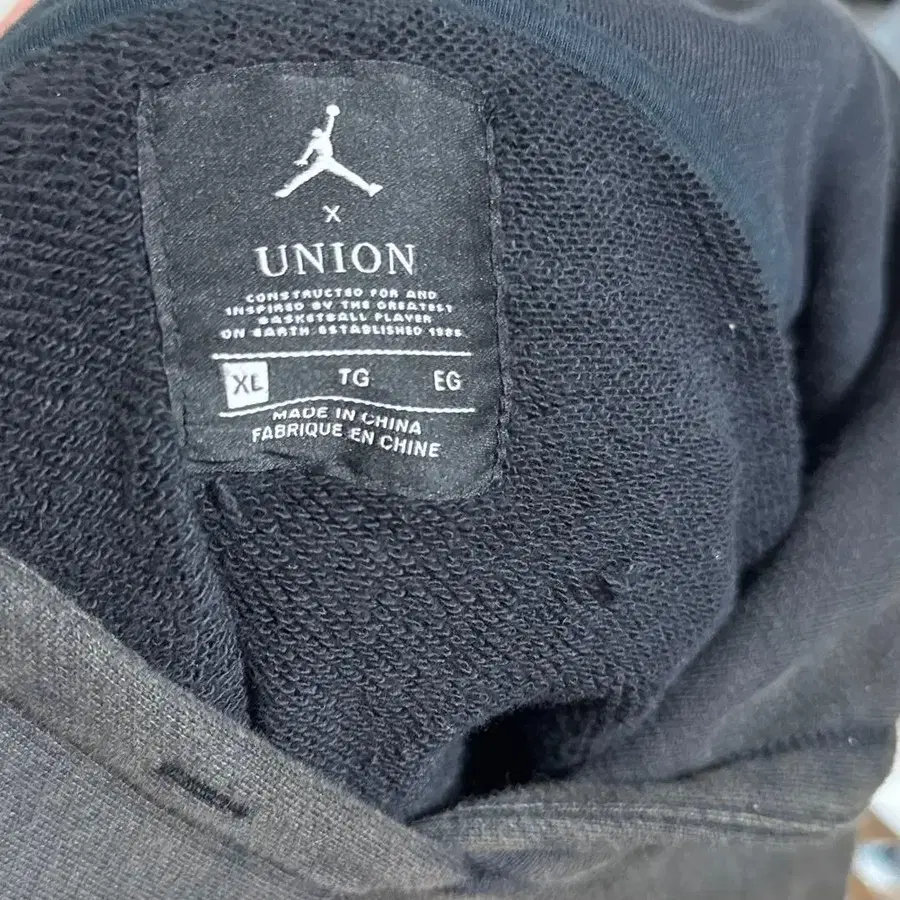 X
UNION
CONSTRUCTED FOR AND
INSPIRED BY THE GREATEST
BASKETBALL PLAYER
ON EARTH ESTABLISHED 1985
XL TG EG
MADE IN CHINA
FABRIQUE EN CHINE